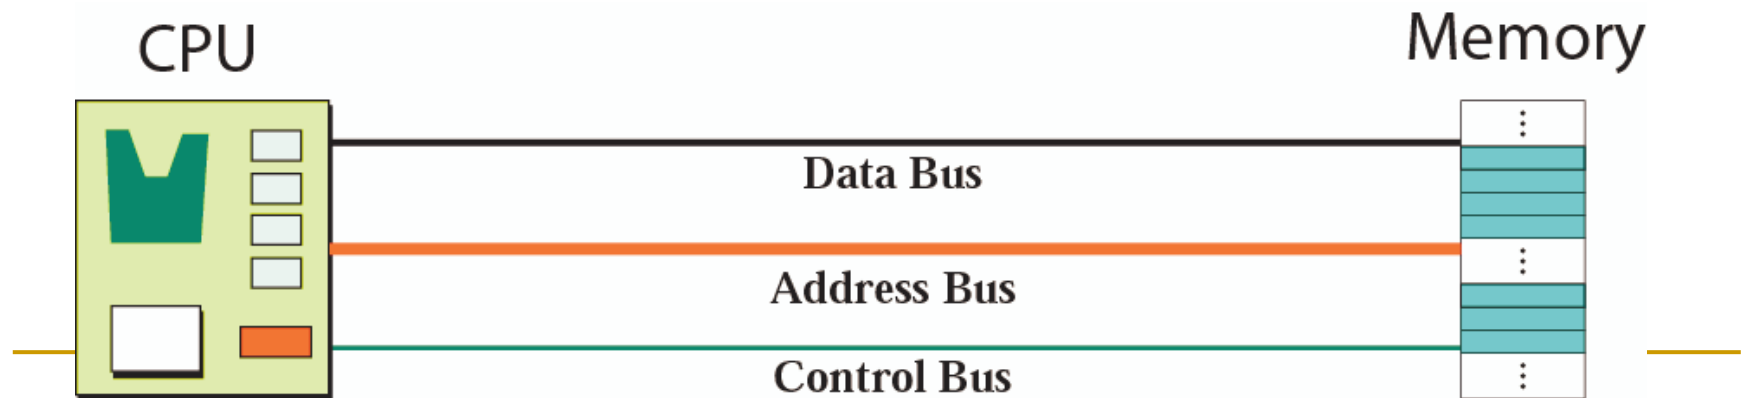 CPU
Memory
Data Bus
Address Bus
Control Bus